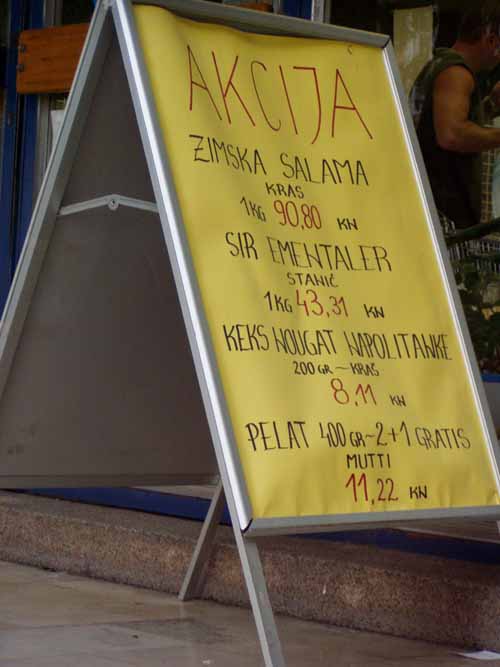 AKCIJA
ZIMSKA SALAMA
KRAS
1KG 90,80 KN
SIR EMENTALER
STANIĆ
1KG 43,31 KN
KEKS NOUGAT NAPOLITANKE
200 GR ~ KRAŠ
8,11 KN
PELAT 400 GR ~ 2+1 GRATIS
MUTTI
11,22 KN